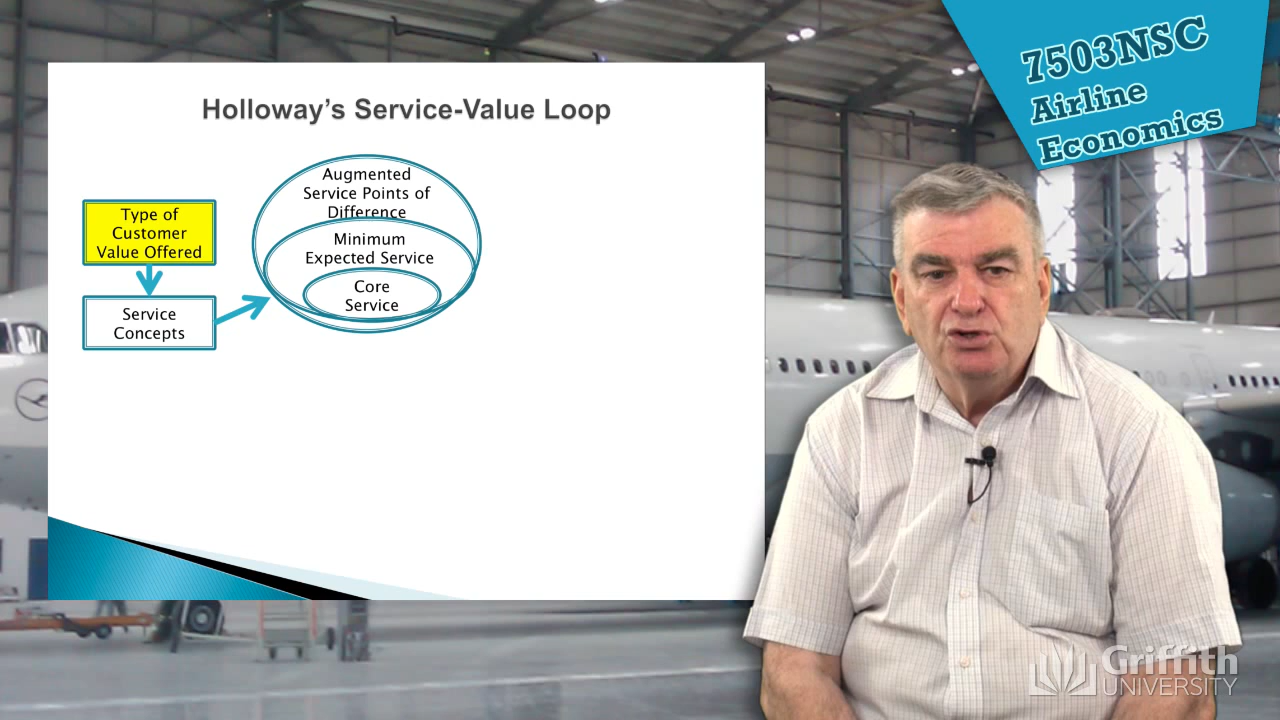 7503NSC
Airline
Economics
Holloway's Service-Value Loop
Augmented
Service Points of
Difference
Type of
Customer
Value Offered
Minimum
Expected Service
Core
Service
Service
Concepts
Griffith
UNIVERSITY